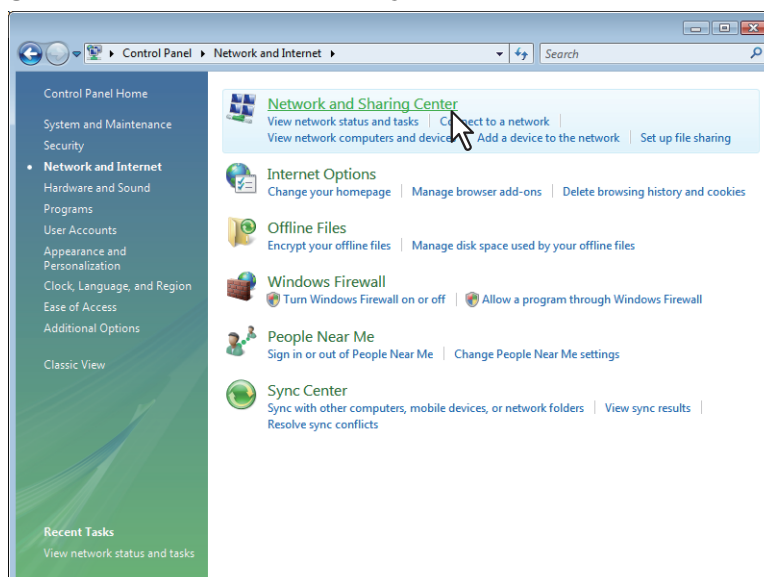 Control Panel Network and Internet Search
Control Panel Home
System and Maintenance
Security
Network and Internet
Hardware and Sound
Programs
User Accounts
Appearance and
Personalization
Clock, Language, and Region
Ease of Access
Additional Options
Classic View
Recent Tasks
View network status and tasks
Network and Sharing Center
View network status and tasks Connect to a network
View network computers and devices Add a device to the network Set up file sharing
Internet Options
Change your homepage Manage browser add-ons Delete browsing history and cookies
Offline Files
Encrypt your offline files Manage disk space used by your offline files
Windows Firewall
Turn Windows Firewall on or off Allow a program through Windows Firewall
People Near Me
Sign in or out of People Near Me Change People Near Me settings
Sync Center
Sync with other computers, mobile devices, or network folders View sync results
Resolve sync conflicts